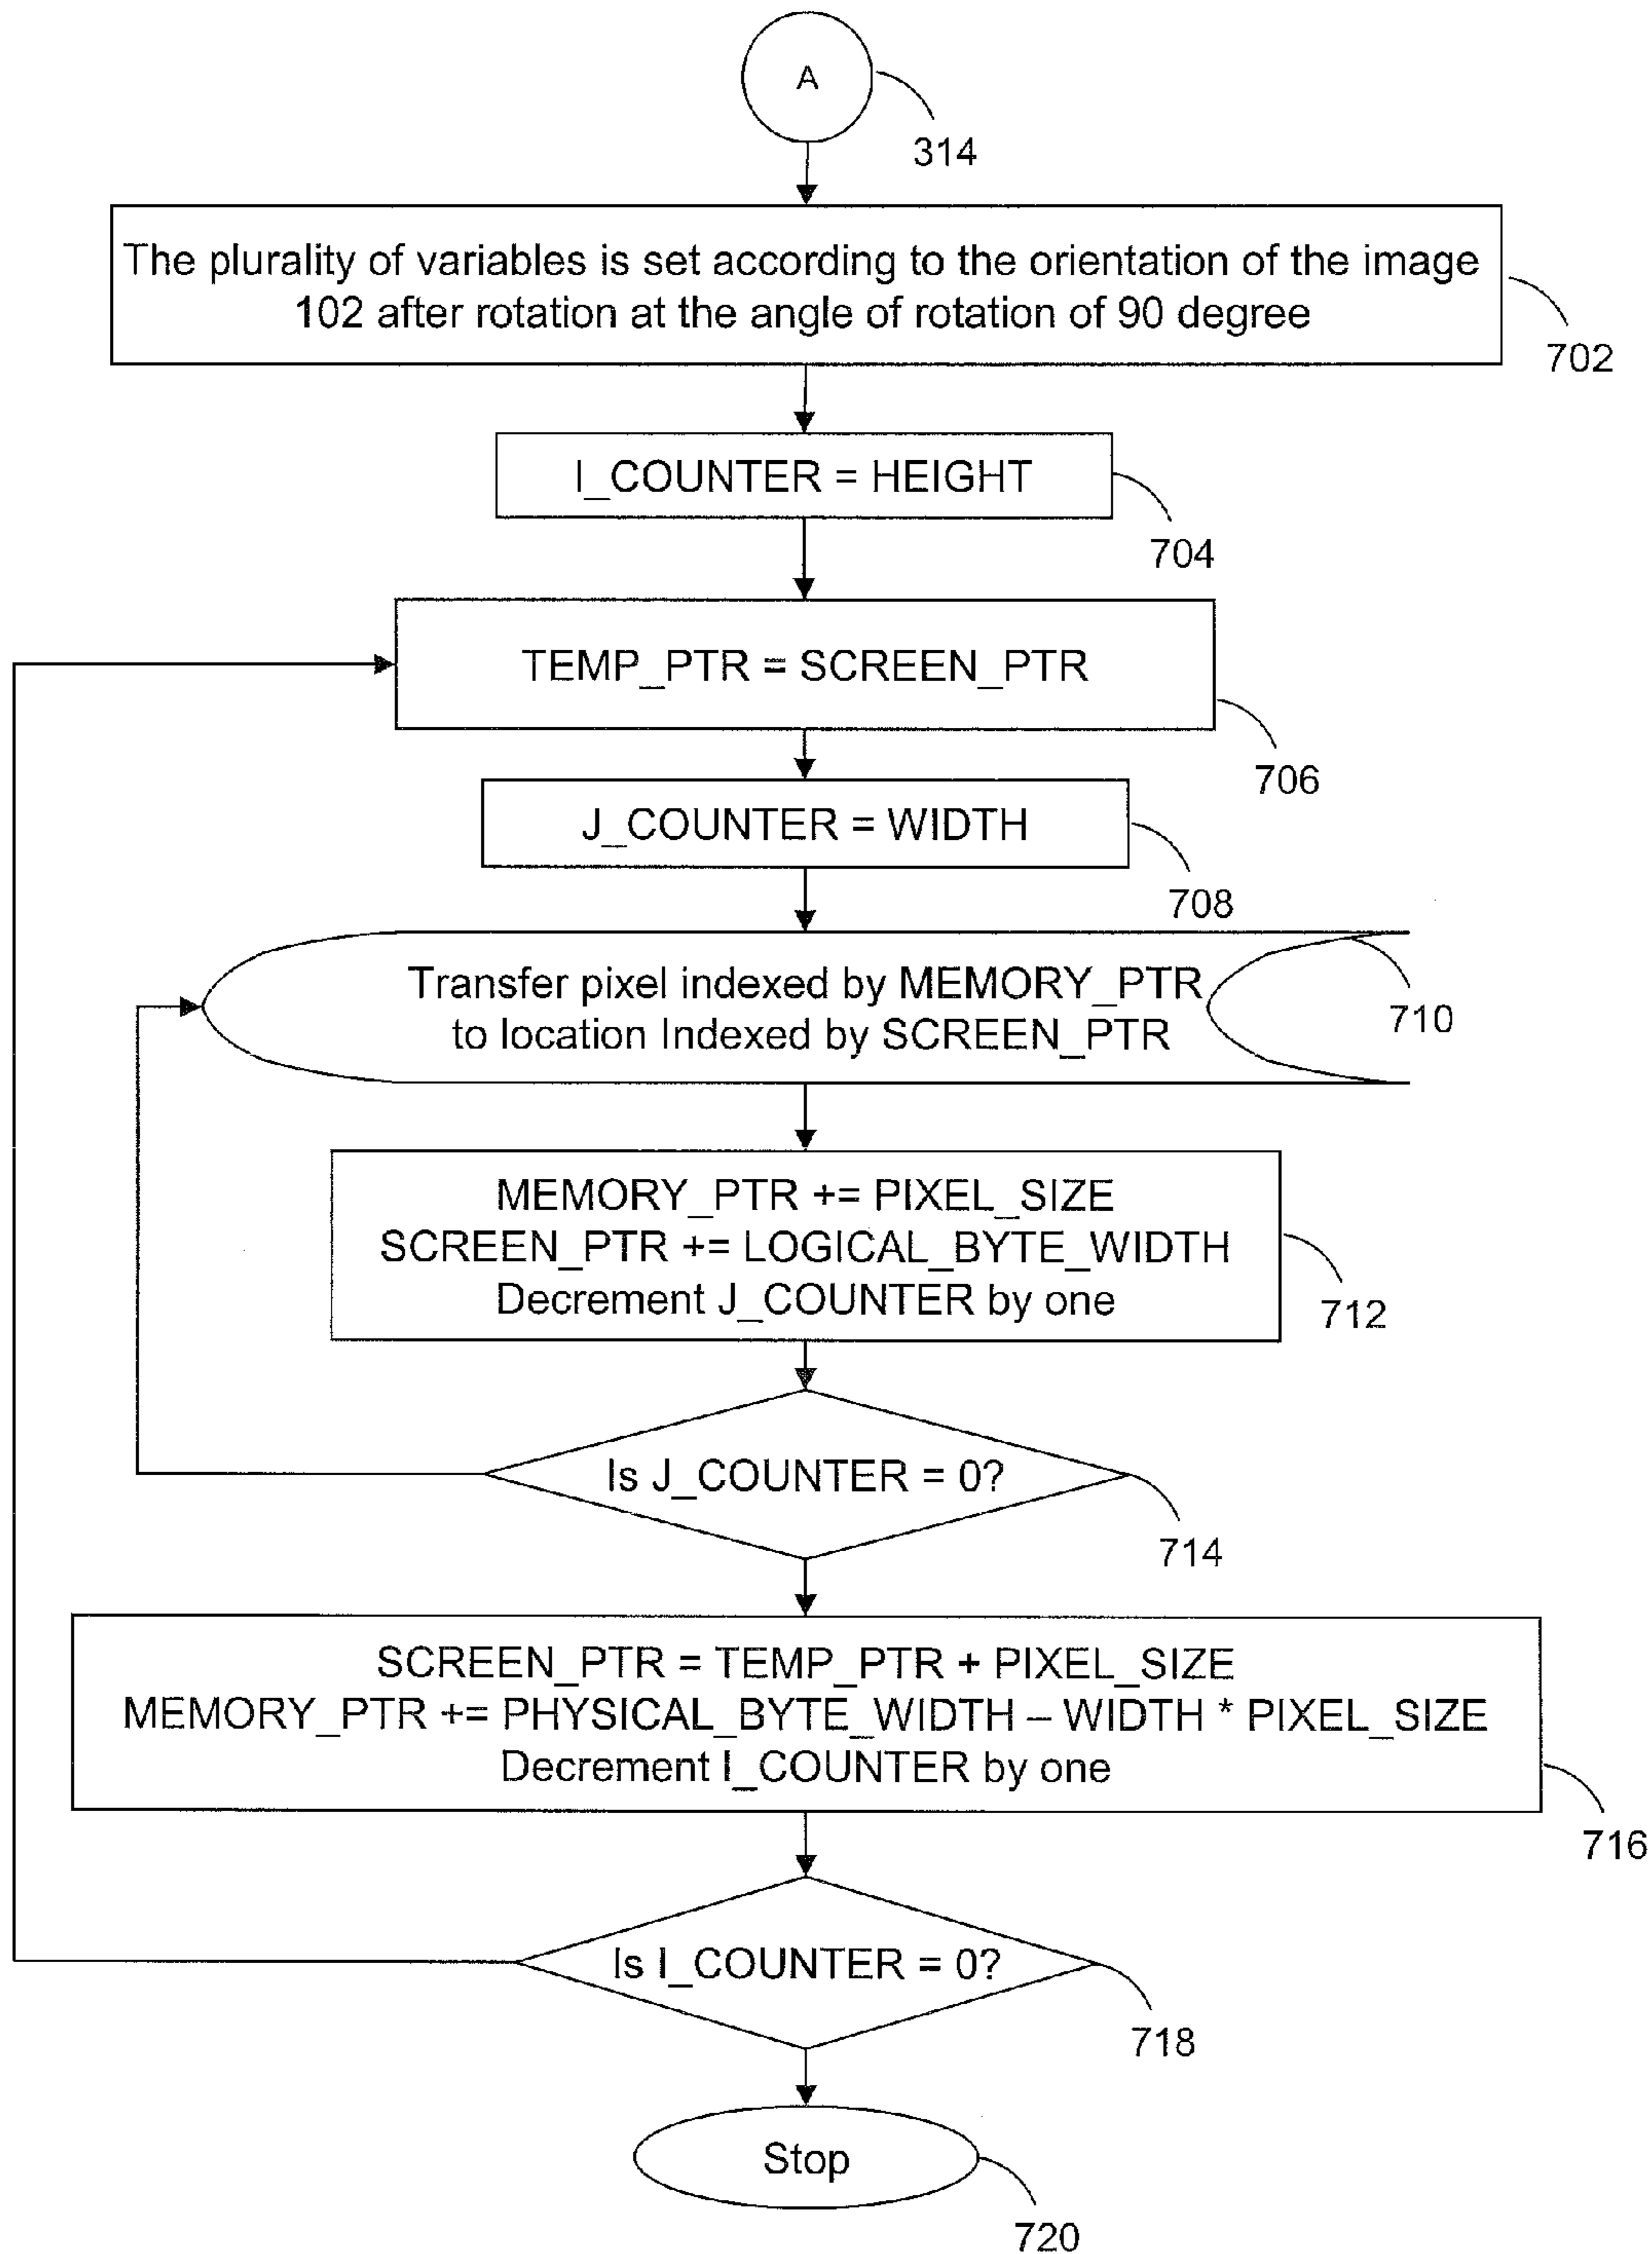 A
314
The plurality of variables is set according to the orientation of the image
102 after rotation at the angle of rotation of 90 degree
702
I_COUNTER = HEIGHT
704
TEMP_PTR = SCREEN_PTR
706
J_COUNTER = WIDTH
708
Transfer pixel indexed by MEMORY_PTR
to location Indexed by SCREEN_PTR
710
MEMORY_PTR += PIXEL_SIZE
SCREEN_PTR += LOGICAL_BYTE_WIDTH
Decrement J_COUNTER by one
712
Is J_COUNTER = 0?
714
SCREEN_PTR = TEMP_PTR + PIXEL_SIZE
MEMORY_PTR += PHYSICAL_BYTE_WIDTH – WIDTH * PIXEL_SIZE
Decrement I_COUNTER by one
716
Is I_COUNTER = 0?
718
Stop
720